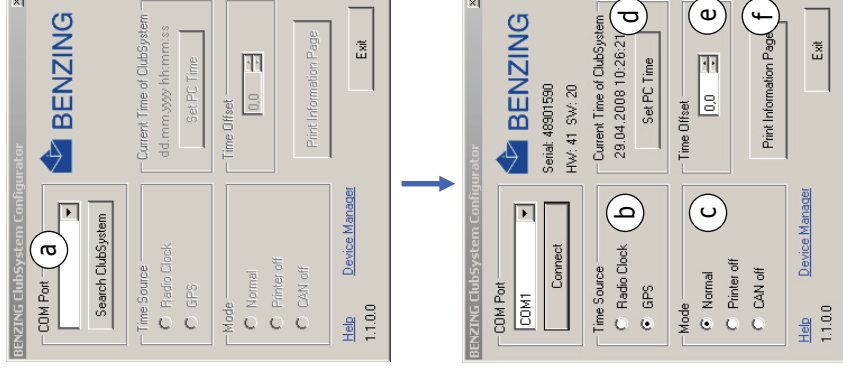 BENZING ClubSystem Configurator
COM Port
a
Search ClubSystem
BENZING
Time Source
Radio Clock
GPS
Current Time of ClubSystem
dd.mm.yyyy hh:mm:ss
Set PC Time
Mode
Normal
Printer off
CAN off
Time Offset
0,0
Print Information Page
Help
Device Manager
Exit
1.1.0.0
BENZING ClubSystem Configurator
COM Port
COM1
Connect
BENZING
Serial: 48901590
HW: 41 SW: 20
Time Source
Radio Clock
GPS
b
Current Time of ClubSystem
29.04.2008 10:26:21
Set PC Time
d
Mode
Normal
Printer off
CAN off
c
Time Offset
0,0
e
Print Information Page
f
Help
Device Manager
Exit
1.1.0.0